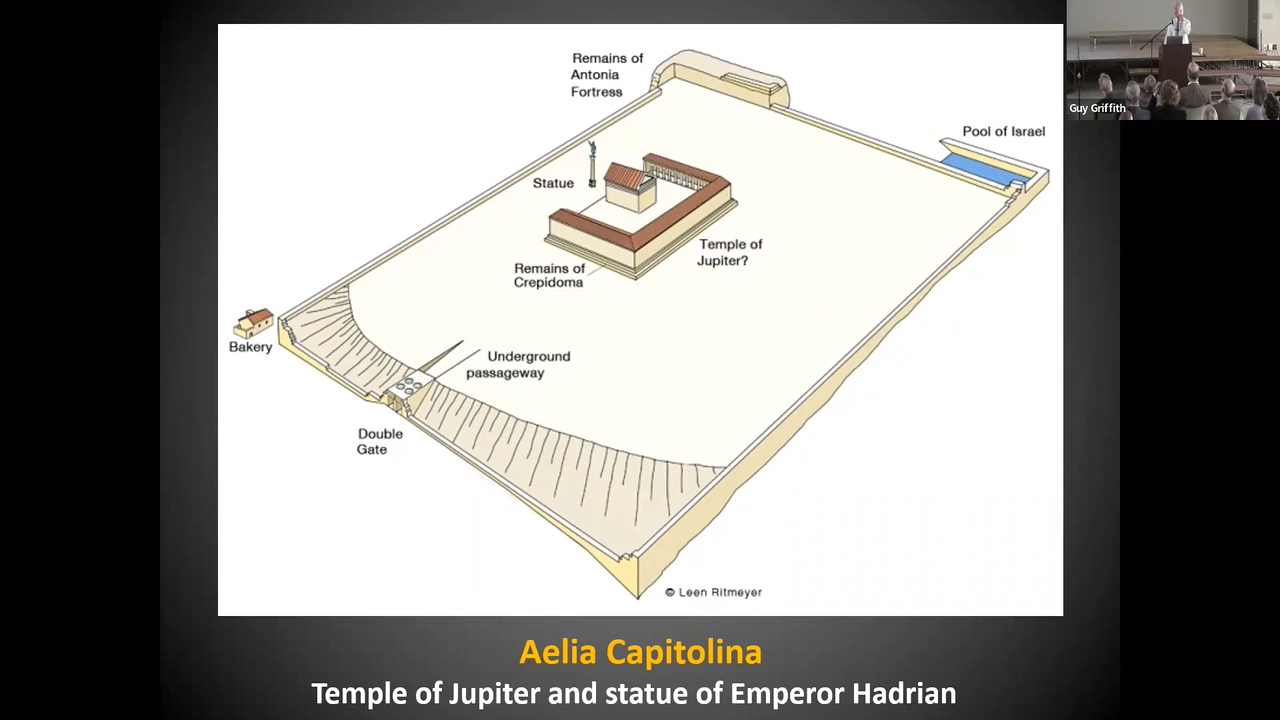 Remains of
Antonia
Fortress
Guy Griffith
Pool of Israel
Statue
Temple of
Jupiter?
Remains of
Crepidoma
Bakery
Underground
passageway
Double
Gate
© Leen Ritmeyer
Aelia Capitolina
Temple of Jupiter and statue of Emperor Hadrian